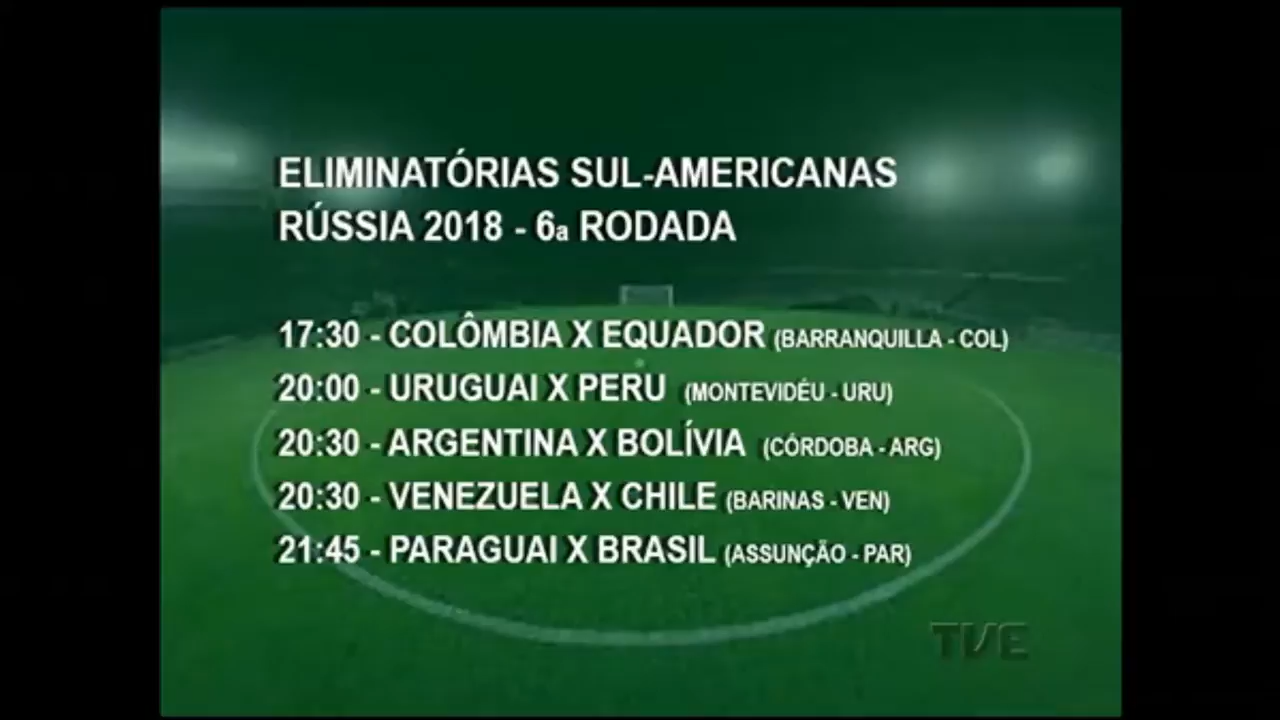 ELIMINATÓRIAS SUL-AMERICANAS
RÚSSIA 2018 - 6a RODADA
17:30 - COLÔMBIA X EQUADOR (BARRANQUILLA - COL)
20:00 - URUGUAI X PERU (MONTEVIDÉU - URU)
20:30 - ARGENTINA X BOLÍVIA (CÓRDOBA - ARG)
20:30 - VENEZUELA X CHILE (BARINAS - VEN)
21:45 - PARAGUAI X BRASIL (ASSUNÇÃO - PAR)
TVE